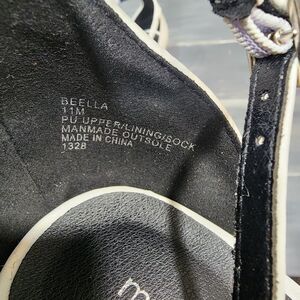 BEELLA
11M
PU UPPER/LINING/SOCK
MANMADE OUTSOLE
MADE IN CHINA
1328
m